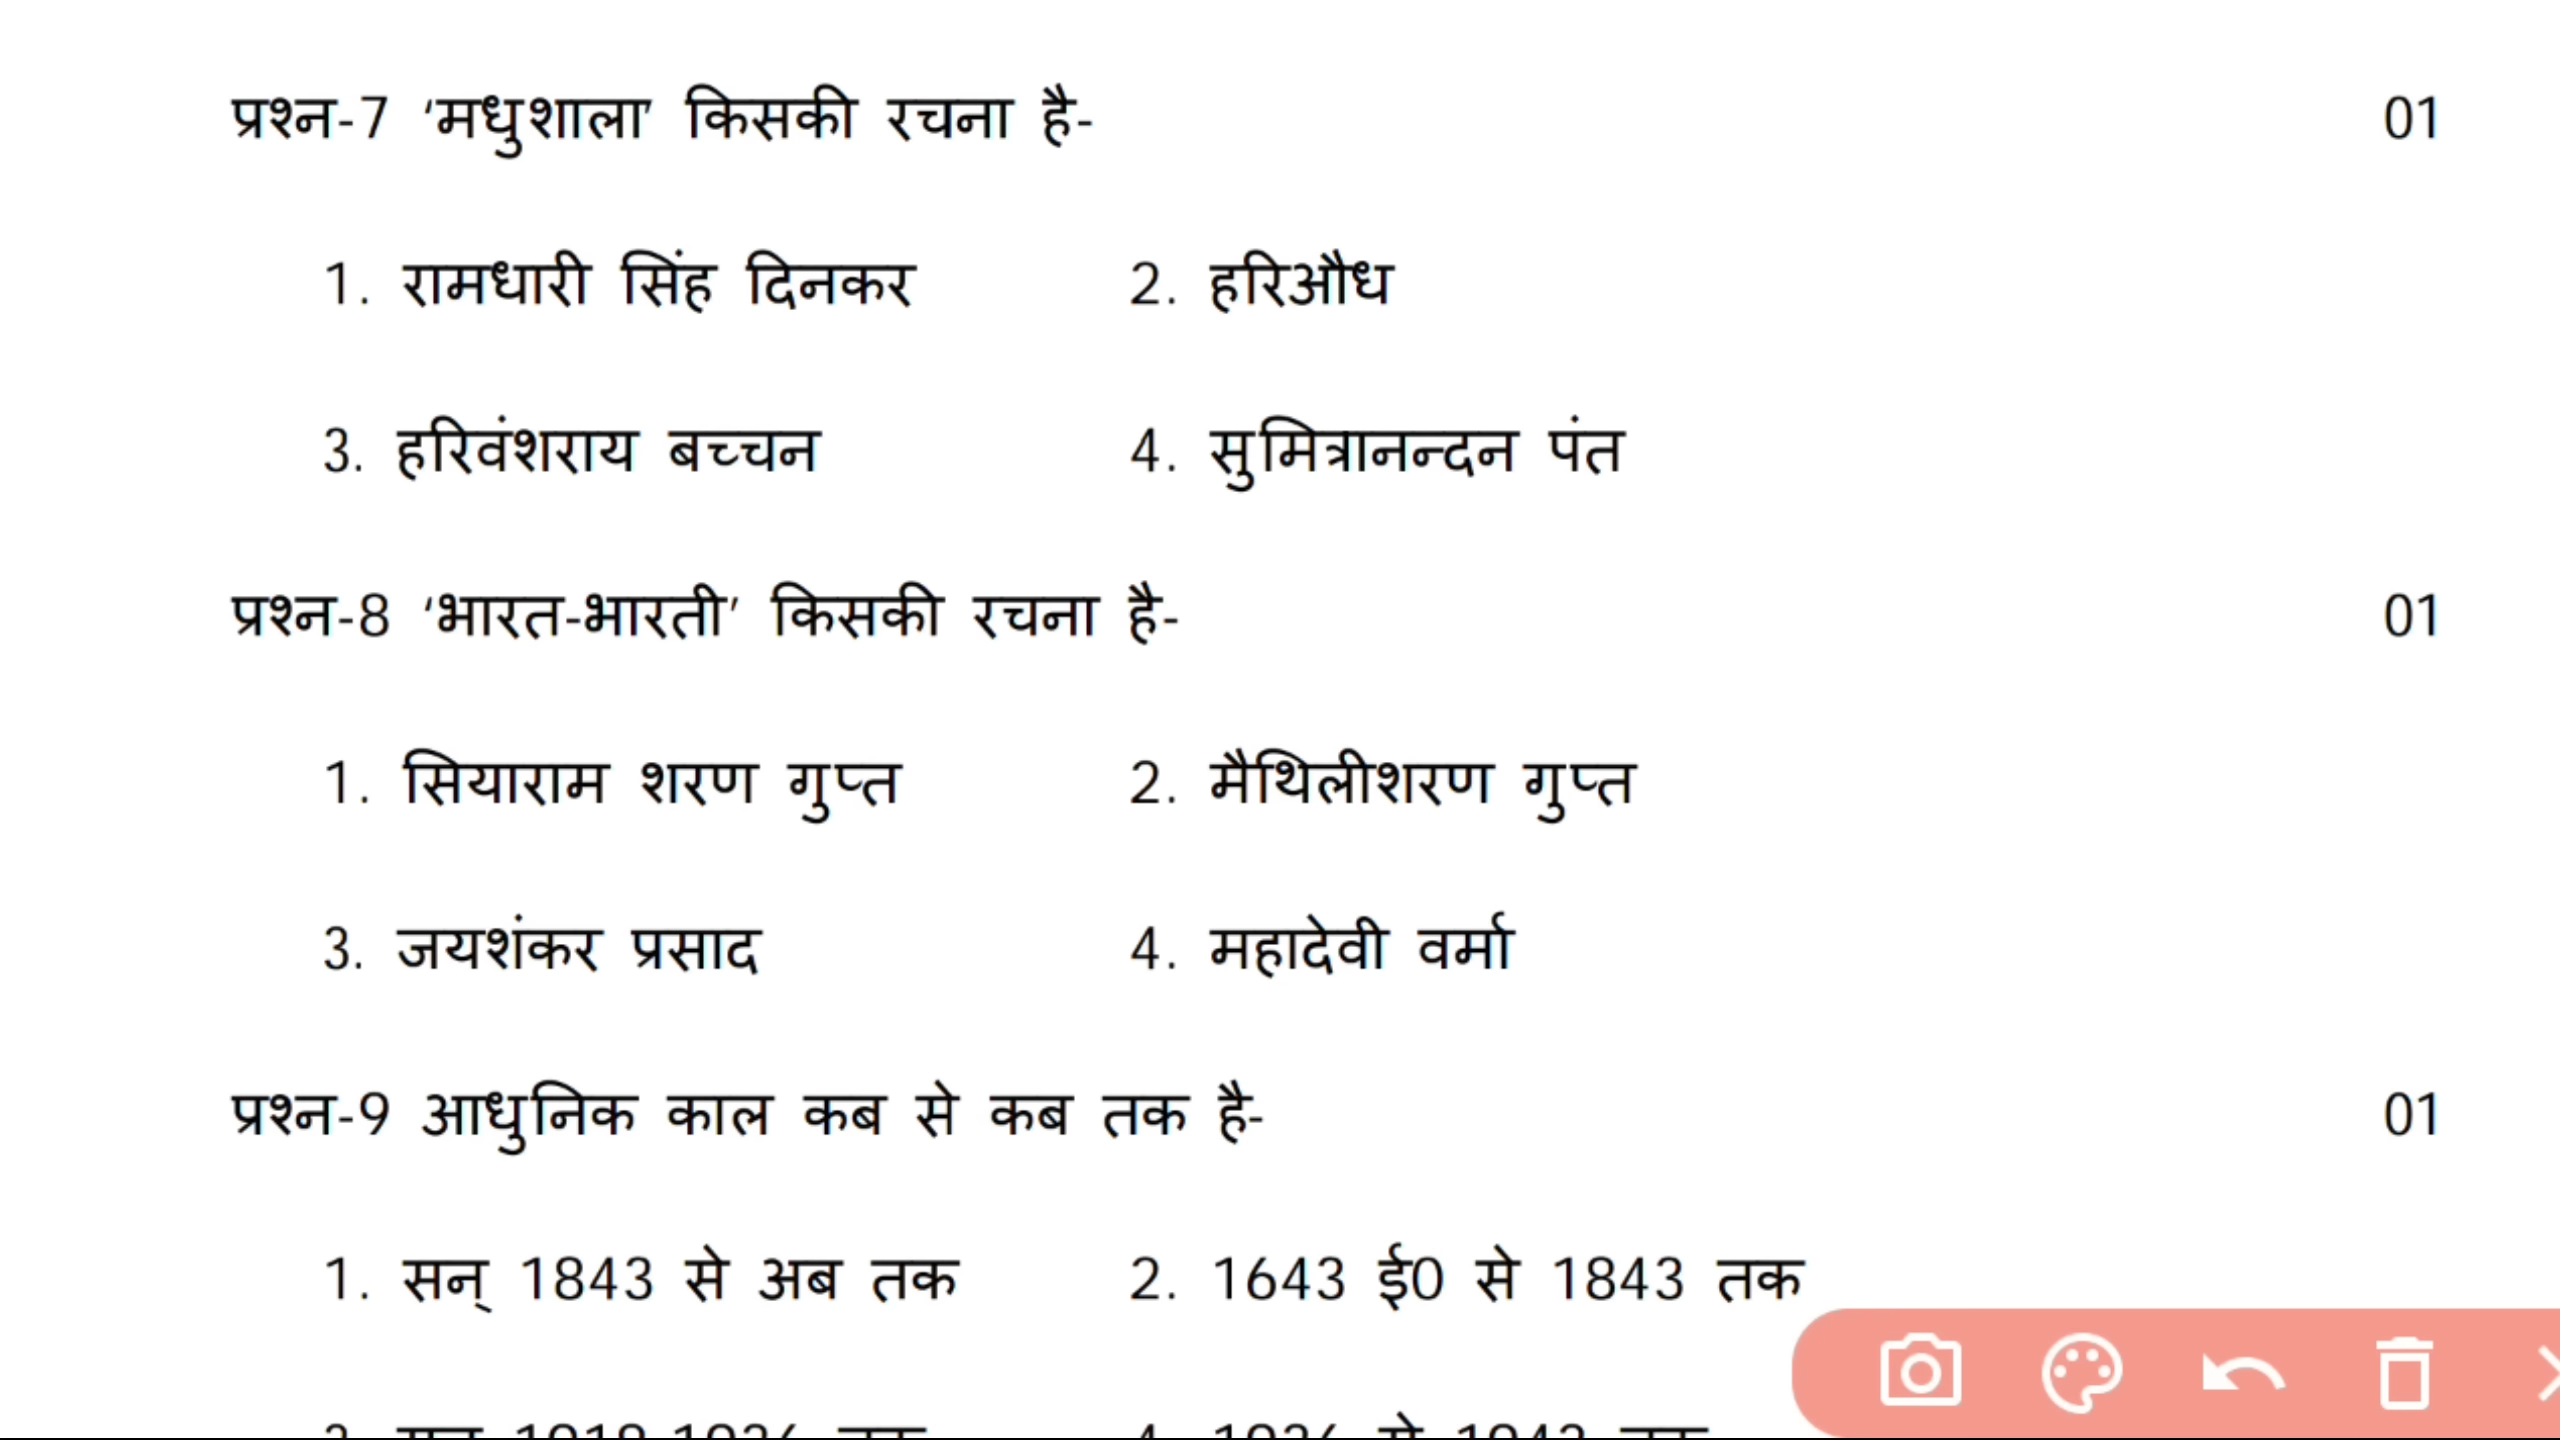 प्रश्न-7 ‘मधुशाला’ किसकी रचना है- 01
1. रामधारी सिंह दिनकर 2. हरिऔध
3. हरिवंशराय बच्चन 4. सुमित्रानन्दन पंत
प्रश्न-8 ‘भारत-भारती’ किसकी रचना है- 01
1. सियाराम शरण गुप्त 2. मैथिलीशरण गुप्त
3. जयशंकर प्रसाद 4. महादेवी वर्मा
प्रश्न-9 आधुनिक काल कब से कब तक है- 01
1. सन् 1843 से अब तक 2. 1643 ई0 से 1843 तक